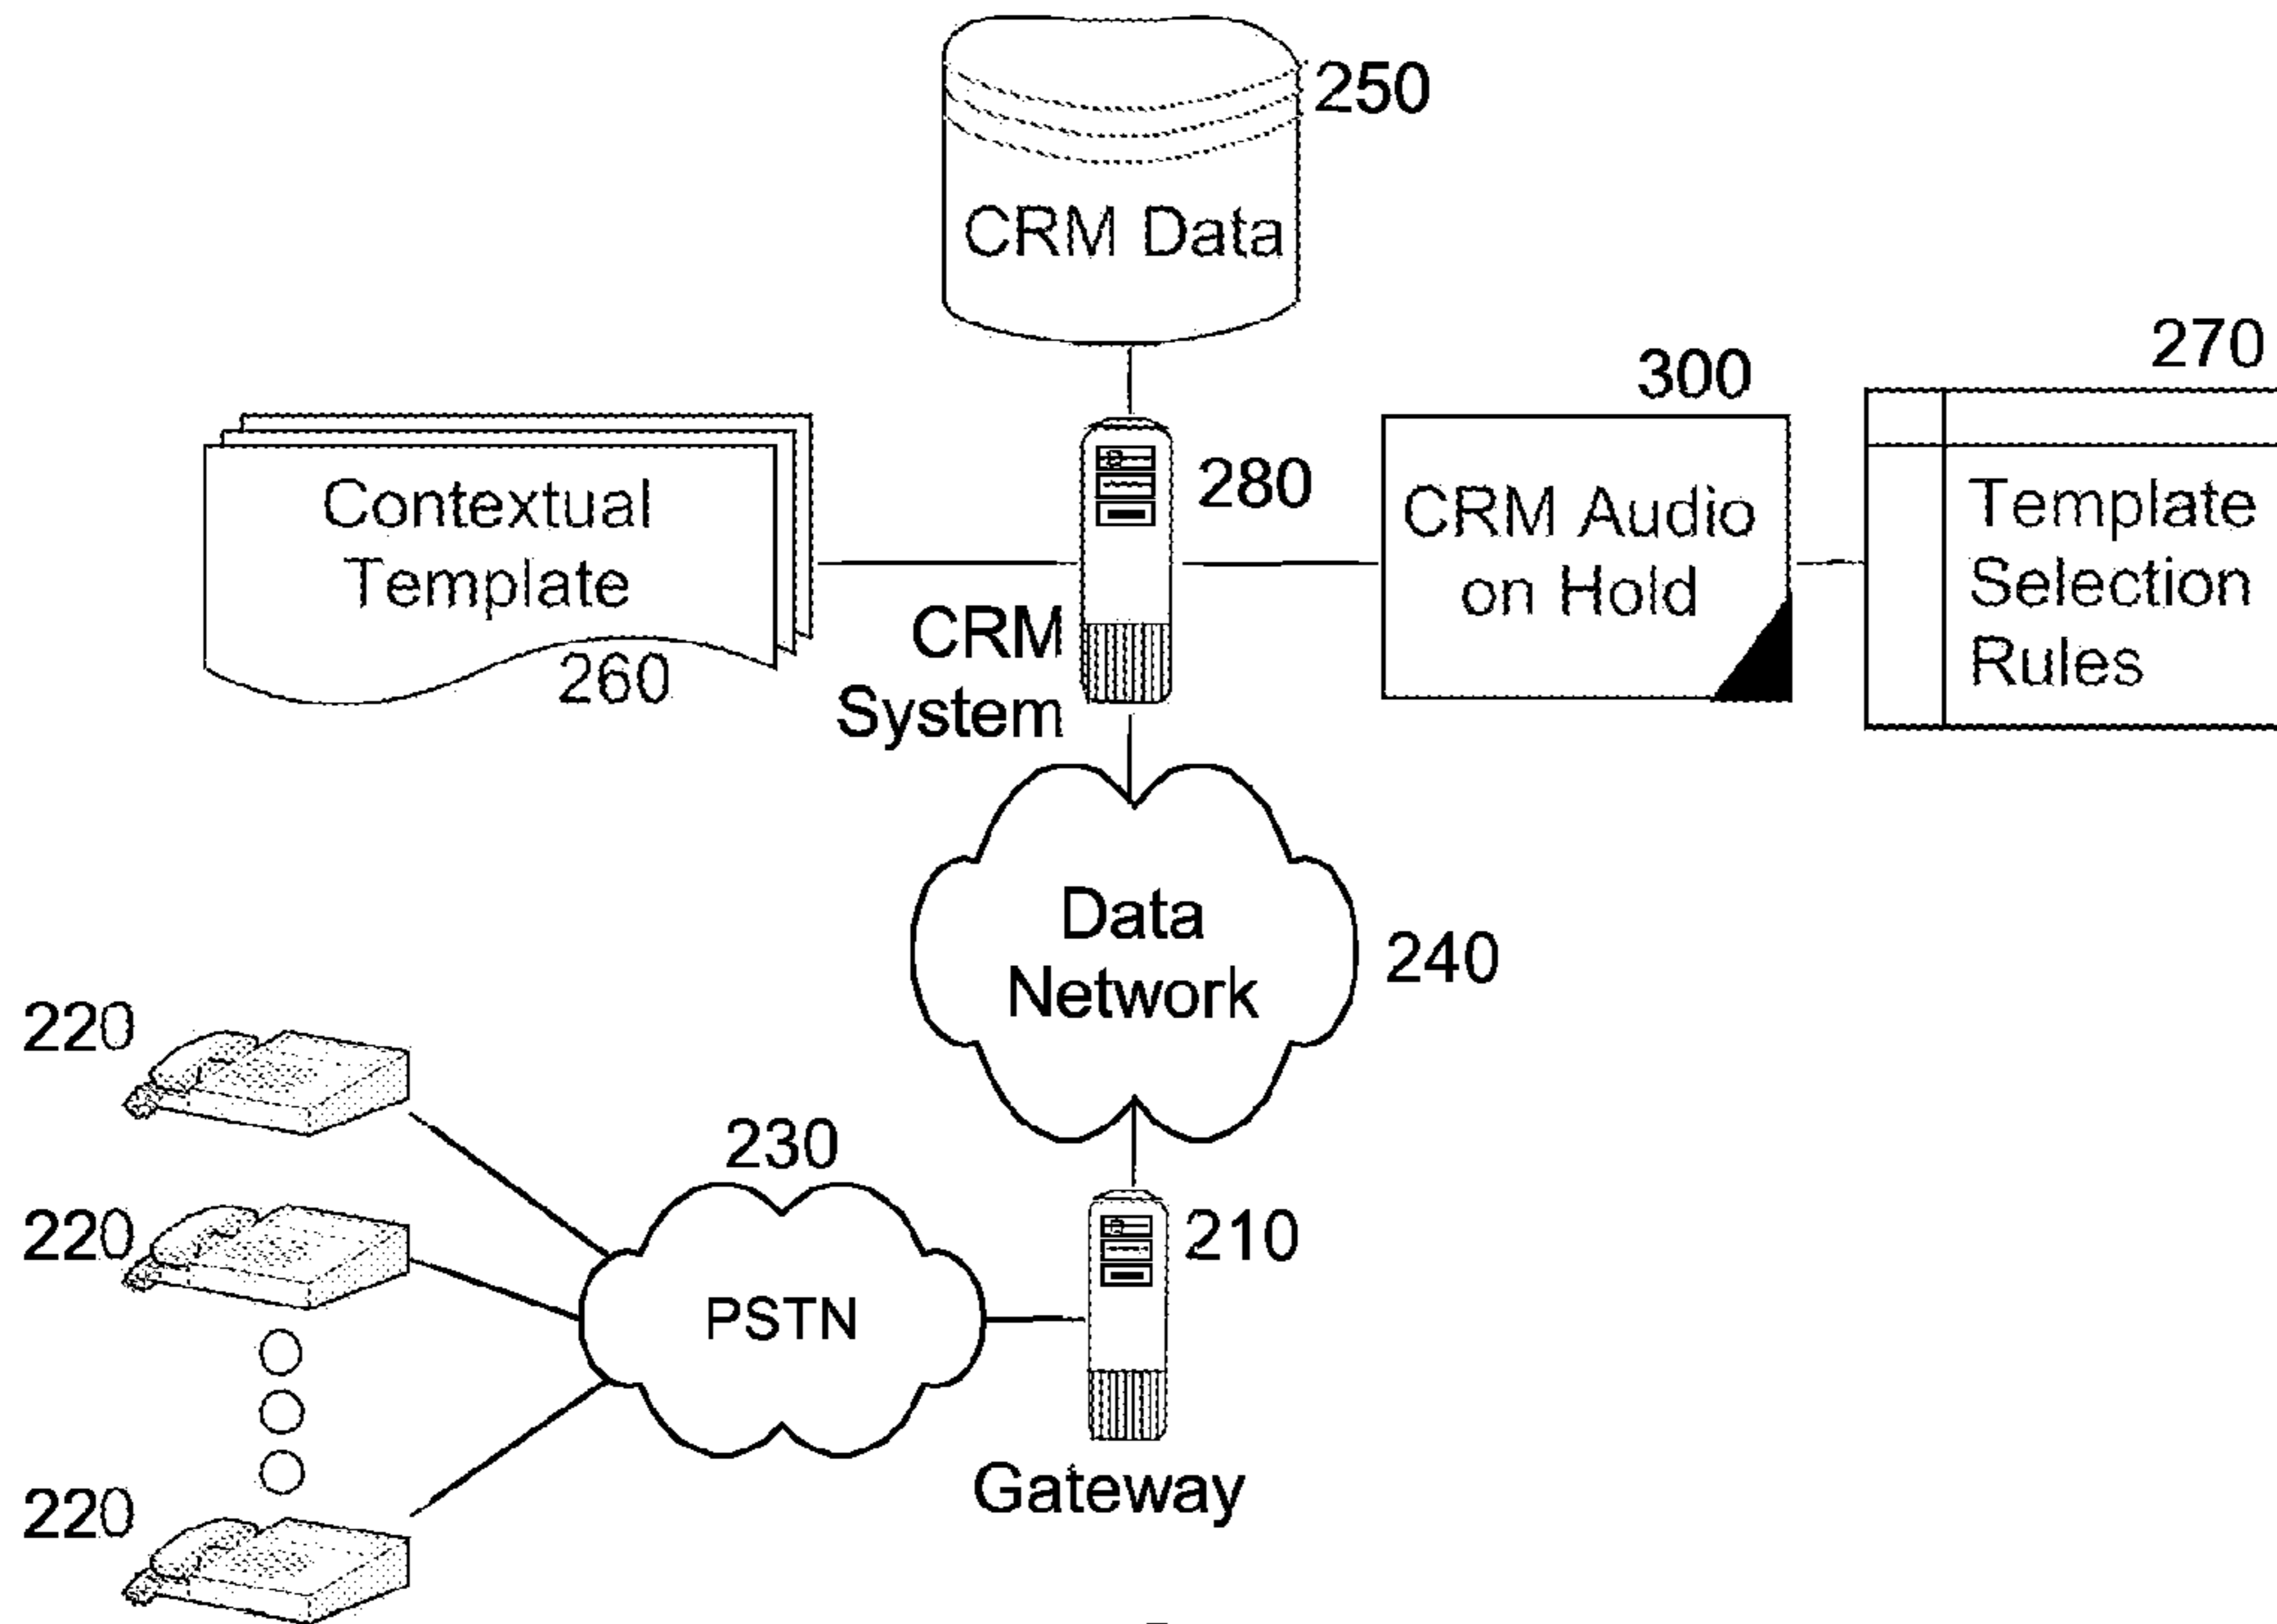 250
CRM Data
270
300
Contextual
Template
260
280
CRM
System
CRM Audio
on Hold
Template
Selection
Rules
Data
Network
240
220
230
220
PSTN
210
Gateway
220